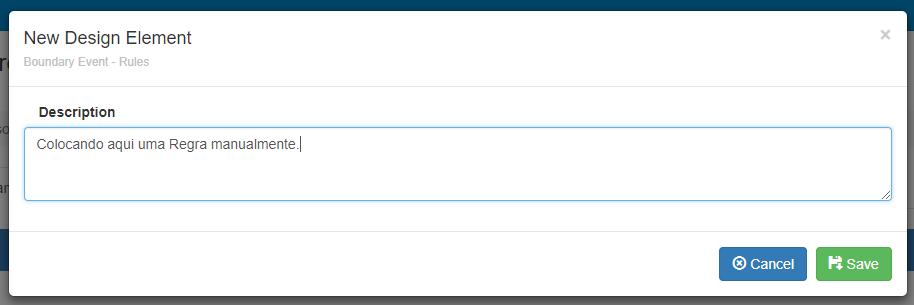 New Design Element
×
Boundary Event - Rules
Description
Colocando aqui uma Regra manualmente.
Cancel
Save